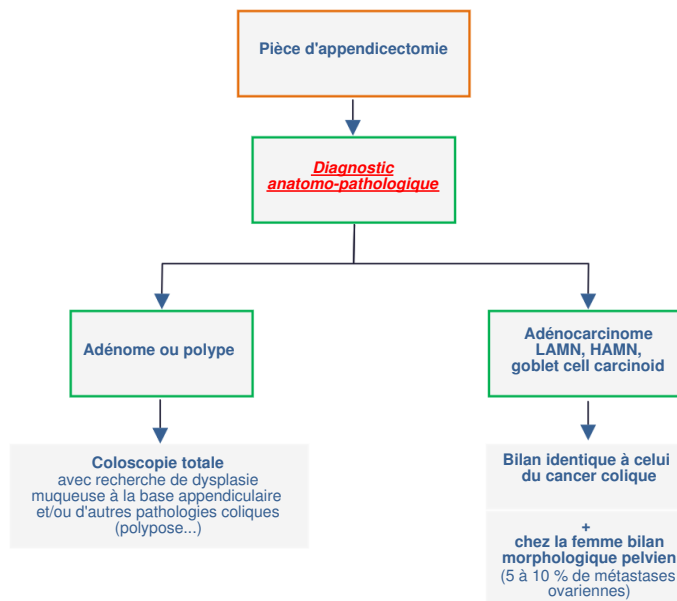 Pièce d'appendicectomie
Diagnostic
anatomo-pathologique
Adénome ou polype
Adénocarcinome
LAMN, HAMN,
goblet cell carcinoid
Coloscopie totale
avec recherche de dysplasie
muqueuse à la base appendiculaire
et/ou d'autres pathologies coliques
(polypose...)
Bilan identique à celui
du cancer colique
+
chez la femme bilan
morphologique pelvien
(5 à 10 % de métastases
ovariennes)